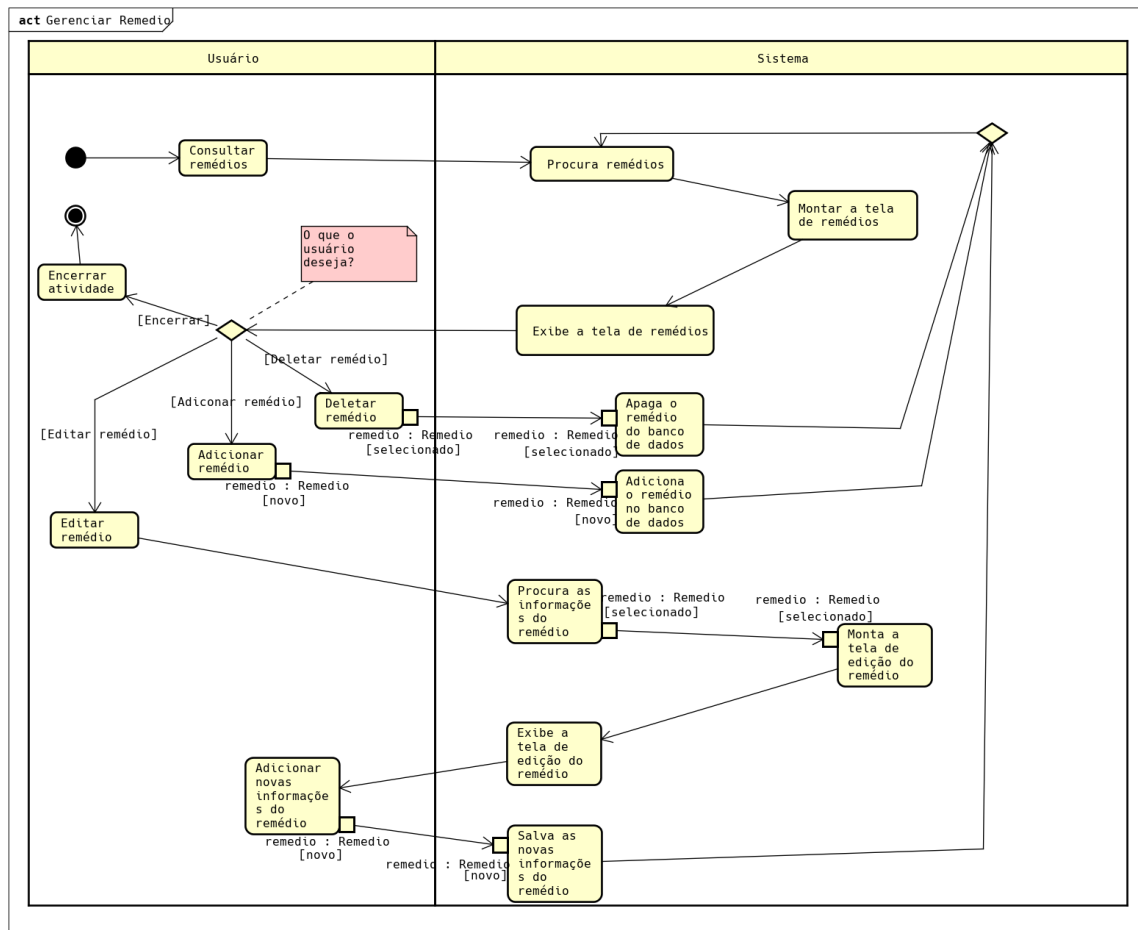 act Gerenciar Remedio
Usuário
Sistema
Consultar
remédios
Procura remédios
Montar a tela
de remédios
O que o
usuário
deseja?
Encerrar
atividade
[Encerrar]
Exibe a tela de remédios
[Deletar remédio]
[Adiconar remédio]
[Editar remédio]
Deletar
remédio
remedio : Remedio
[selecionado]
remedio : Remedio
[selecionado]
Apaga o
remédio
do banco
de dados
Adicionar
remédio
remedio : Remedio
[novo]
remedio : Remedio
[novo]
Adiciona
o remédio
no banco
de dados
Editar
remédio
Procura as
informaçõe
s do
remédio
remedio : Remedio
[selecionado]
remedio : Remedio
[selecionado]
Monta a
tela de
edição do
remédio
Exibe a
tela de
edição do
remédio
Adicionar
novas
informaçõe
s do
remédio
remedio : Remedio
[novo]
remedio : Remedio
[novo]
Salva as
novas
informaçõe
s do
remédio